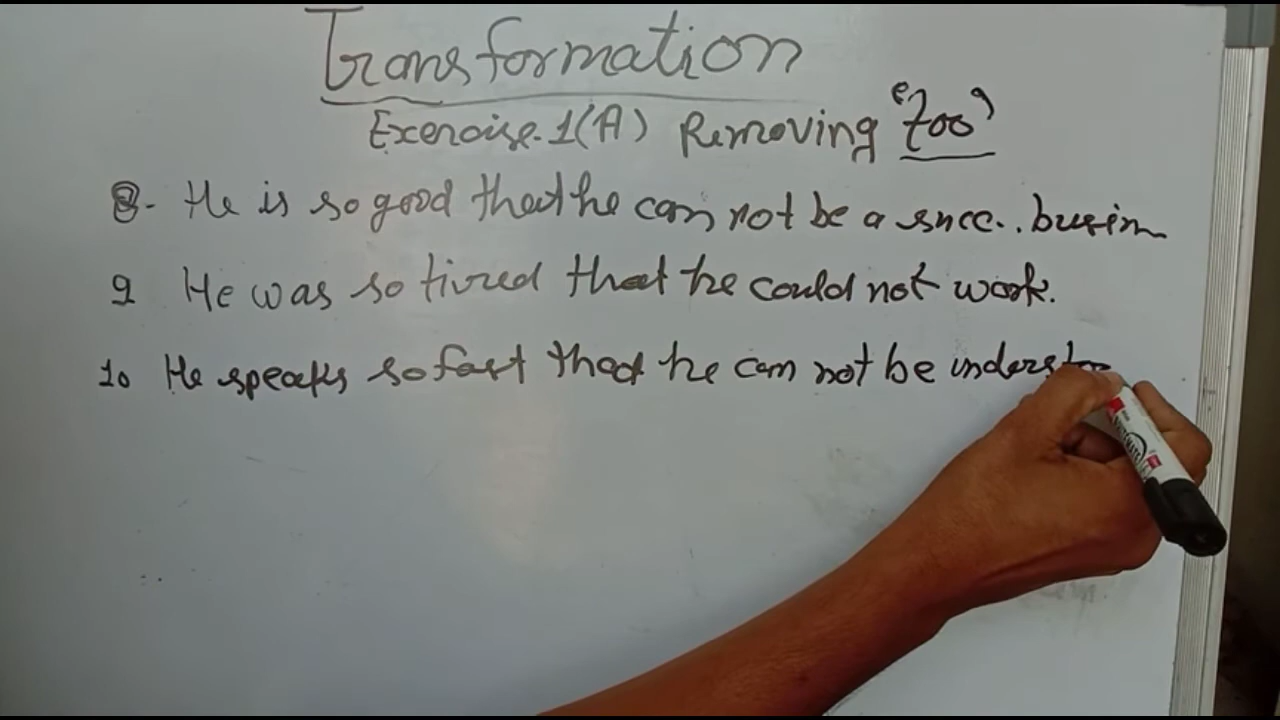 Transformation
Exercise.1(A) Removing "Too"
8. He is so good that he can not be a succ.. busin
9 He was so tired that he could not work.
10 He speaks so fast that he can not be understo